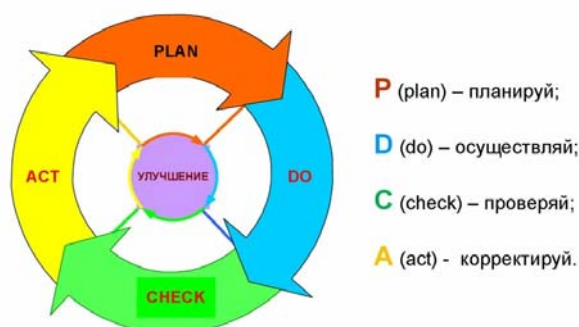 PLAN
ACT
УЛУЧШЕНИЕ
DO
CHECK
P (plan) – планируй;
D (do) – осуществляй;
C (check) – проверяй;
A (act) - корректируй.